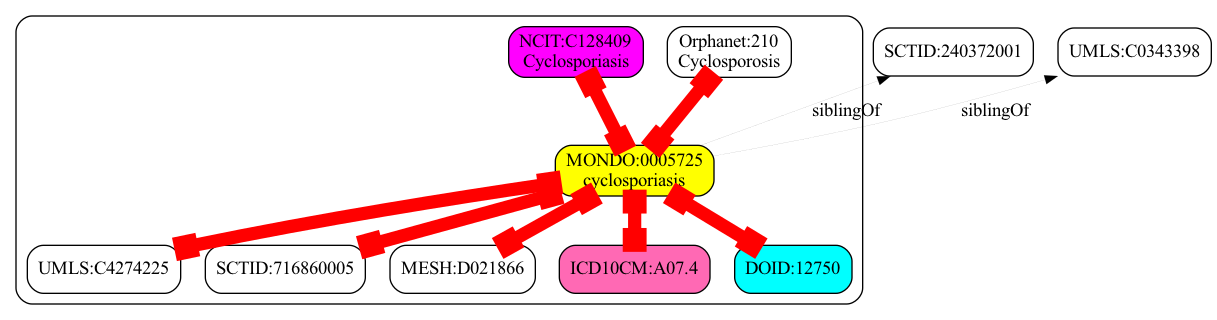 NCIT:C128409
Cyclosporiasis
Orphanet:210
Cyclosporosis
SCTID:240372001
UMLS:C0343398
siblingOf
siblingOf
MONDO:0005725
cyclosporiasis
UMLS:C4274225
SCTID:716860005
MESH:D021866
ICD10CM:A07.4
DOID:12750